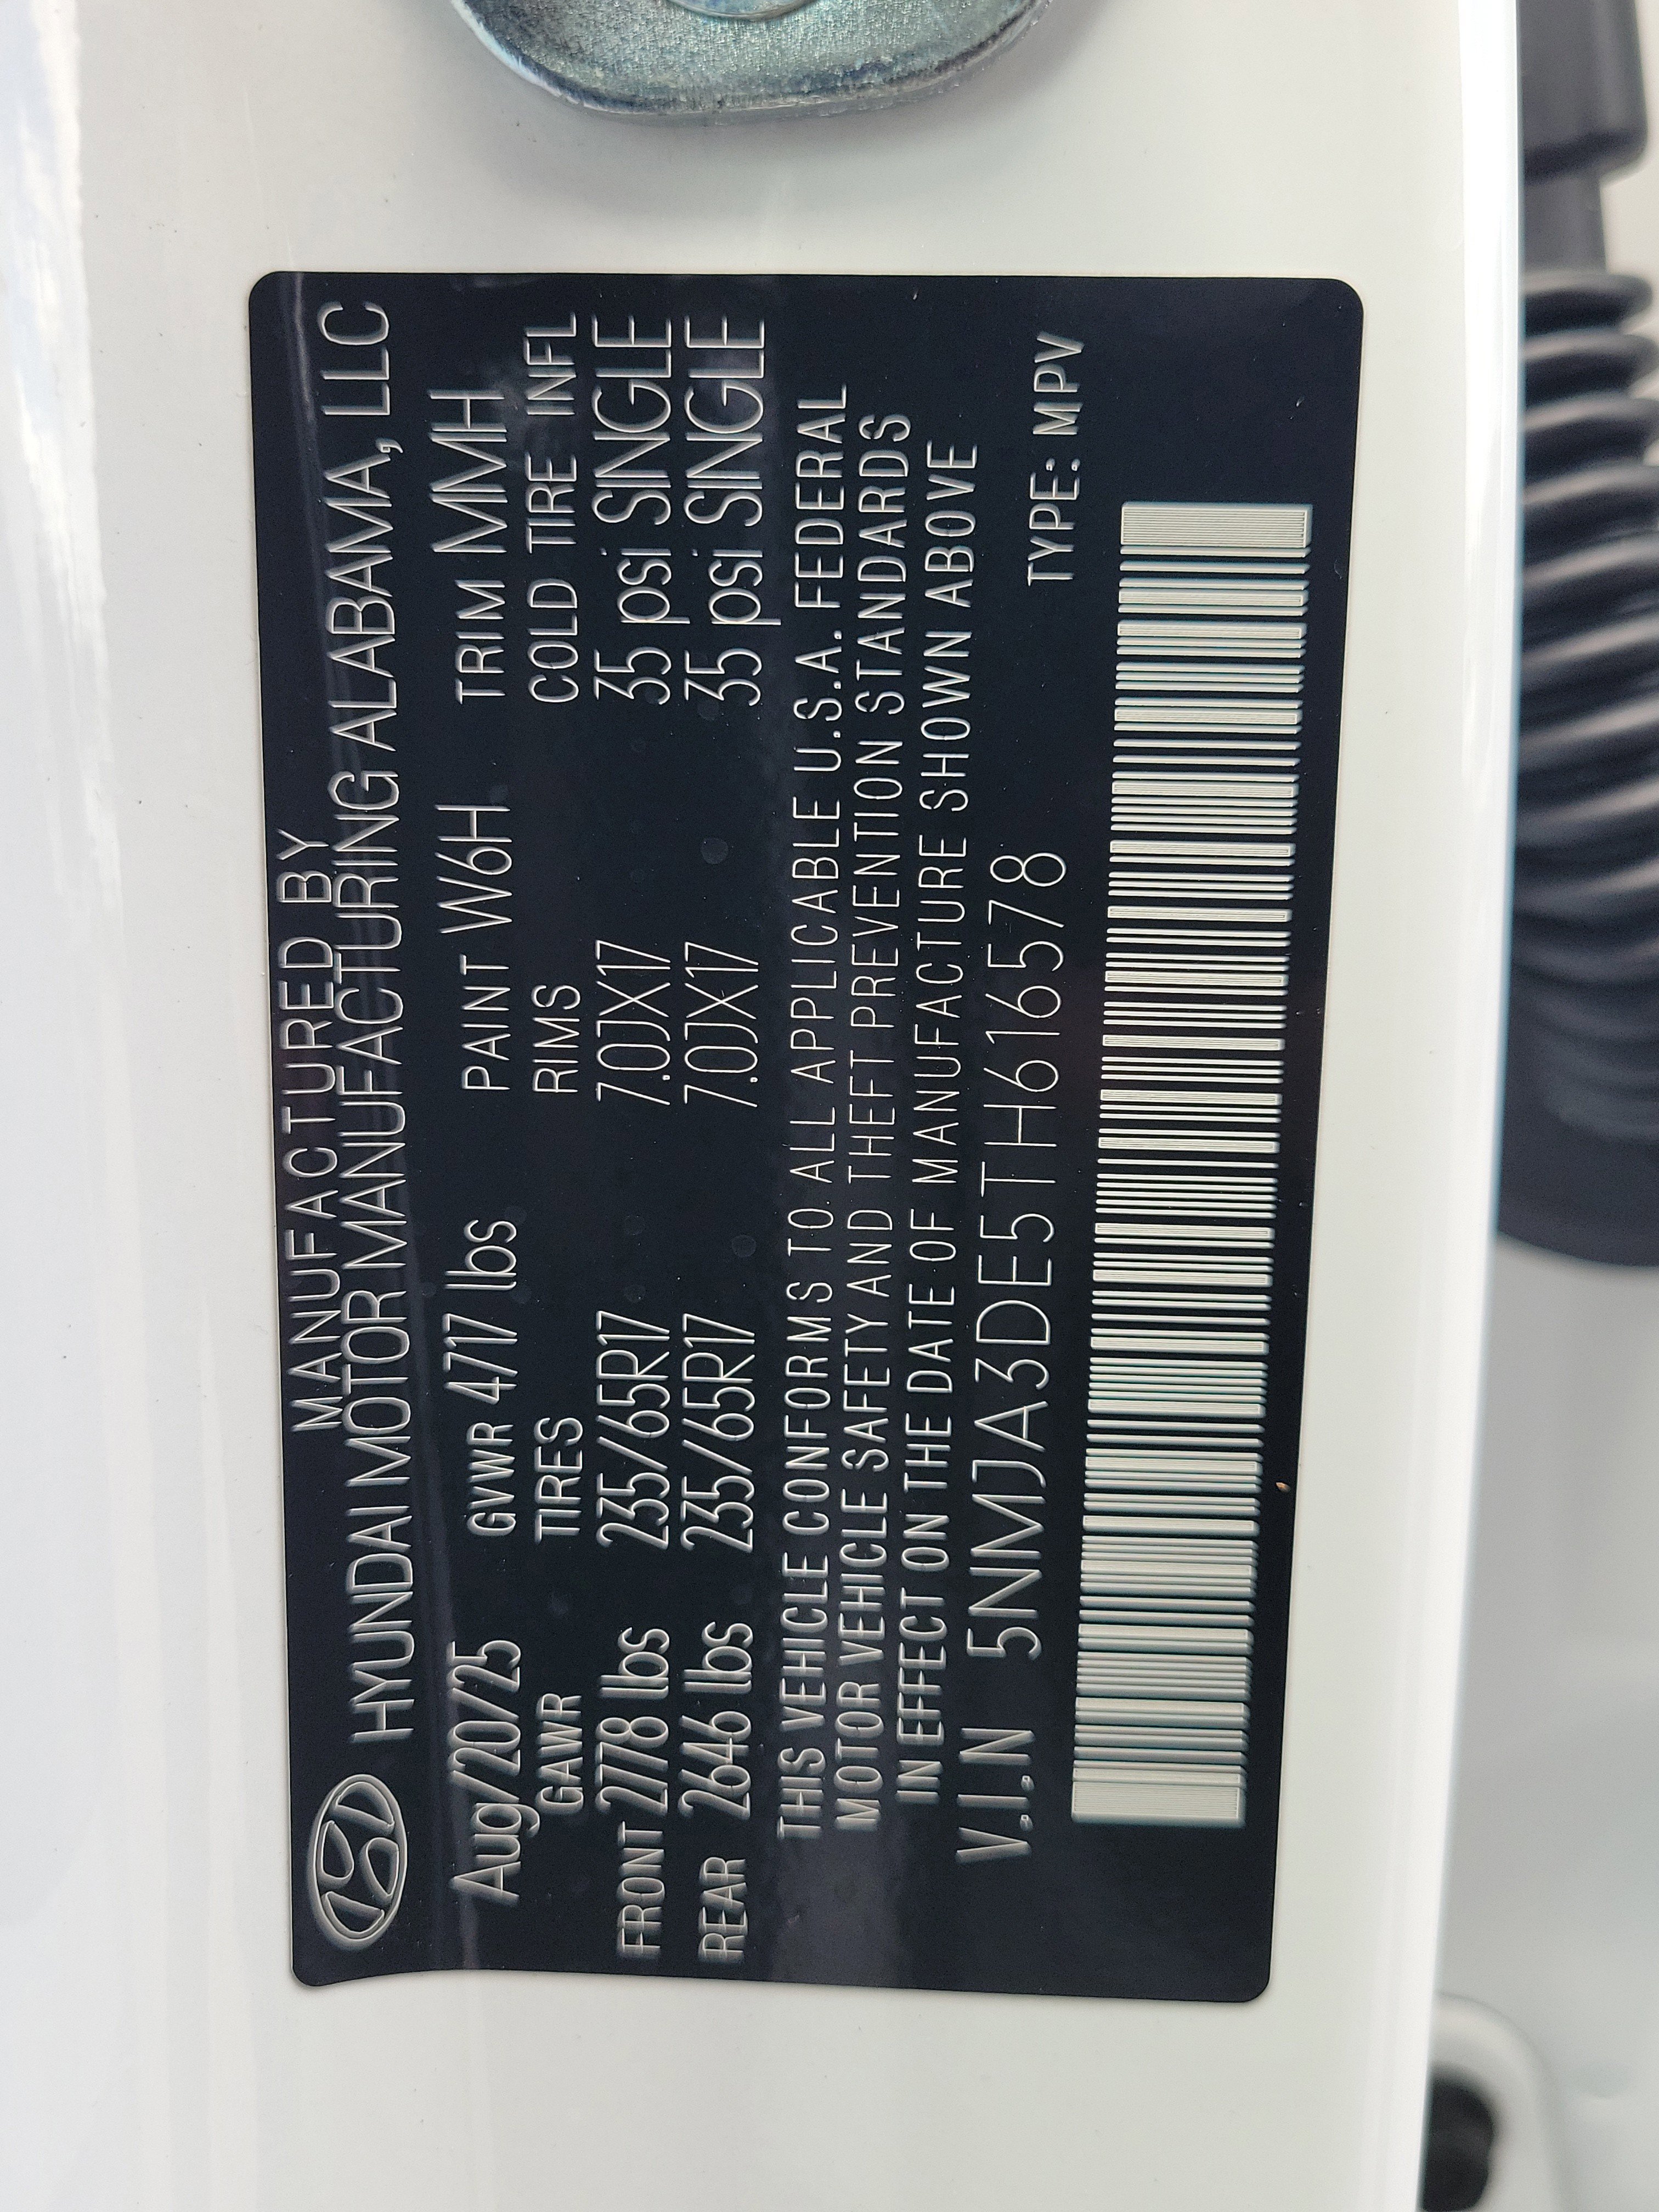 MANUFACTURED BY
HYUNDAI MOTOR MANUFACTURING ALABAMA, LLC
Aug/20/25 GVWR 4717 lbs PAINT W6H TRIM MMH
GAWR TIRES RIMS COLD TIRE INFL
FRONT 2778 lbs 235/65R17 7.0JX17 35 psi SINGLE
REAR 2646 lbs 235/65R17 7.0JX17 35 psi SINGLE
THIS VEHICLE CONFORMS TO ALL APPLICABLE U.S.A. FEDERAL
MOTOR VEHICLE SAFETY AND THEFT PREVENTION STANDARDS
IN EFFECT ON THE DATE OF MANUFACTURE SHOWN ABOVE
V.I.N 5NMJA3DE5TH616578 TYPE: MPV